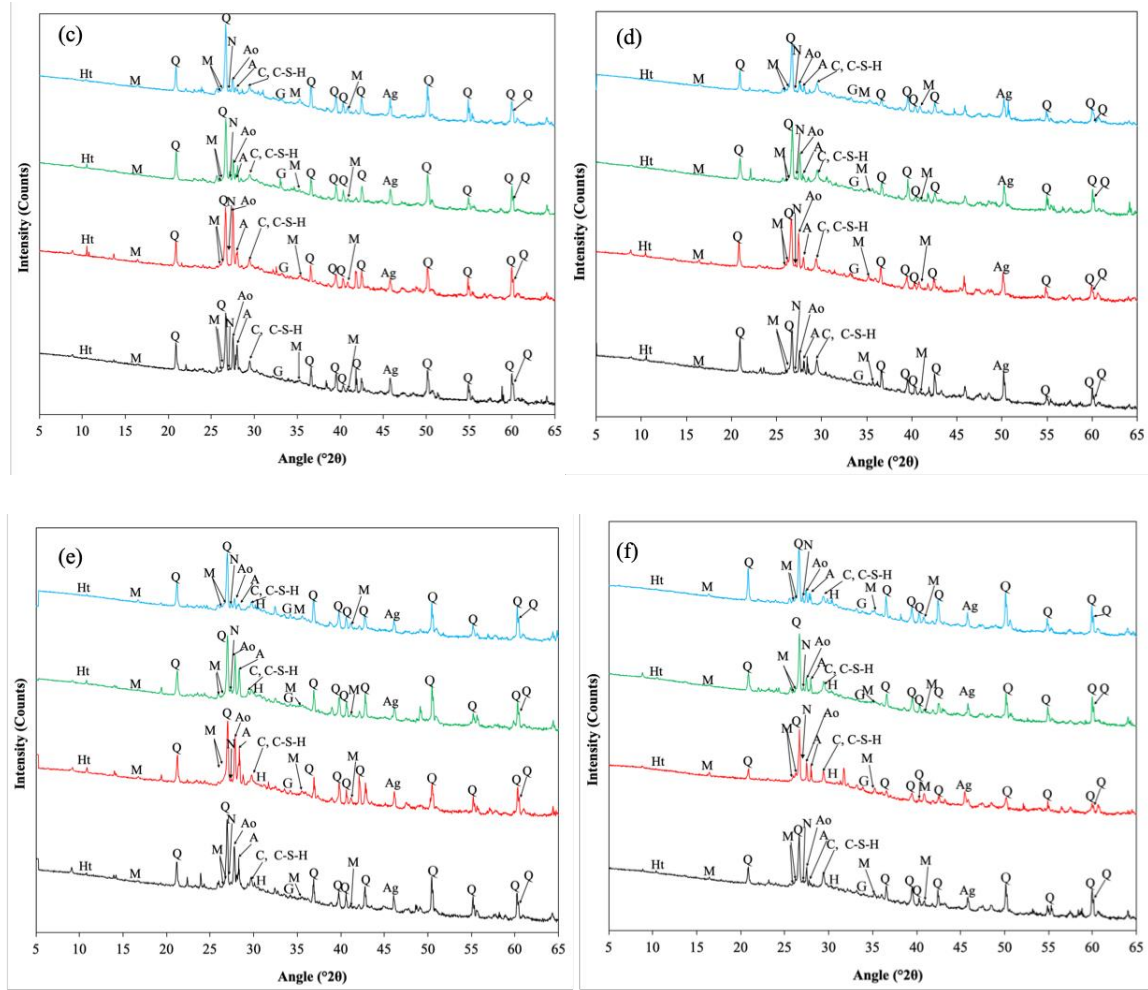 (c)
Intensity (Counts)
Ht M Q M Q N Ao A C, C-S-H G M Q Q Q M Q Ag Q Q Q Q
Ht M Q M Q N Ao A C, C-S-H G M Q Q Q M Q Ag Q Q Q Q
Ht M Q M Q N Ao A C, C-S-H G M Q Q Q M Q Ag Q Q Q Q
Ht M Q M Q N Ao A C, C-S-H G M Q Q Q M Q Ag Q Q Q Q
5 10 15 20 25 30 35 40 45 50 55 60 65
Angle (°2θ)
(d)
Intensity (Counts)
Ht M Q M Q N Ao A C, C-S-H G M Q Q Q M Q Ag Q Q Q
Ht M Q M Q N Ao A C, C-S-H G M Q Q Q M Q Ag Q Q Q
Ht M Q M Q N Ao A C, C-S-H G M Q Q Q M Q Ag Q Q Q
Ht M Q M Q N Ao A C, C-S-H G M Q Q Q M Q Ag Q Q Q
5 10 15 20 25 30 35 40 45 50 55 60 65
Angle (°2θ)
(e)
Intensity (Counts)
Ht M Q M Q N Ao A C, C-S-H H G M Q Q Q M Q Ag Q Q Q Q
Ht M Q M Q N Ao A C, C-S-H H G M Q Q Q M Q Ag Q Q Q Q
Ht M Q M Q N Ao A C, C-S-H H G M Q Q Q M Q Ag Q Q Q Q
Ht M Q M Q N Ao A C, C-S-H H G M Q Q Q M Q Ag Q Q Q Q
5 10 15 20 25 30 35 40 45 50 55 60 65
Angle (°2θ)
(f)
Intensity (Counts)
Ht M Q M Q N Ao A C, C-S-H H G M Q Q Q M Q Ag Q Q Q Q
Ht M Q M Q N Ao A C, C-S-H H G M Q Q Q M Q Ag Q Q Q Q
Ht M Q M Q N Ao A C, C-S-H H G M Q Q Q M Q Ag Q Q Q Q
Ht M Q M Q N Ao A C, C-S-H H G M Q Q Q M Q Ag Q Q Q Q
5 10 15 20 25 30 35 40 45 50 55 60 65
Angle (°2θ)